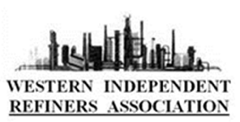 WESTERN INDEPENDENT
REFINERS ASSOCIATION